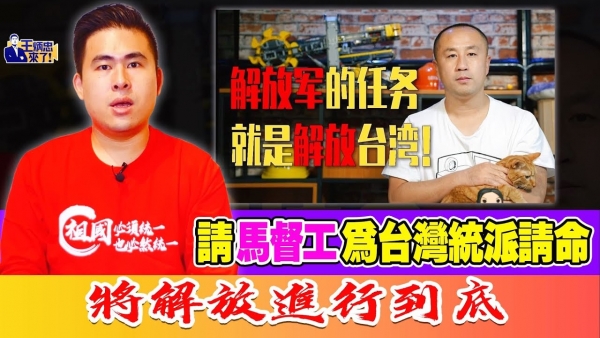 王炳忠
來了!
解放军的任务
就是解放台湾!
祖國必須統一
也必然統一
請馬督工為台灣統派請命
將解放進行到底